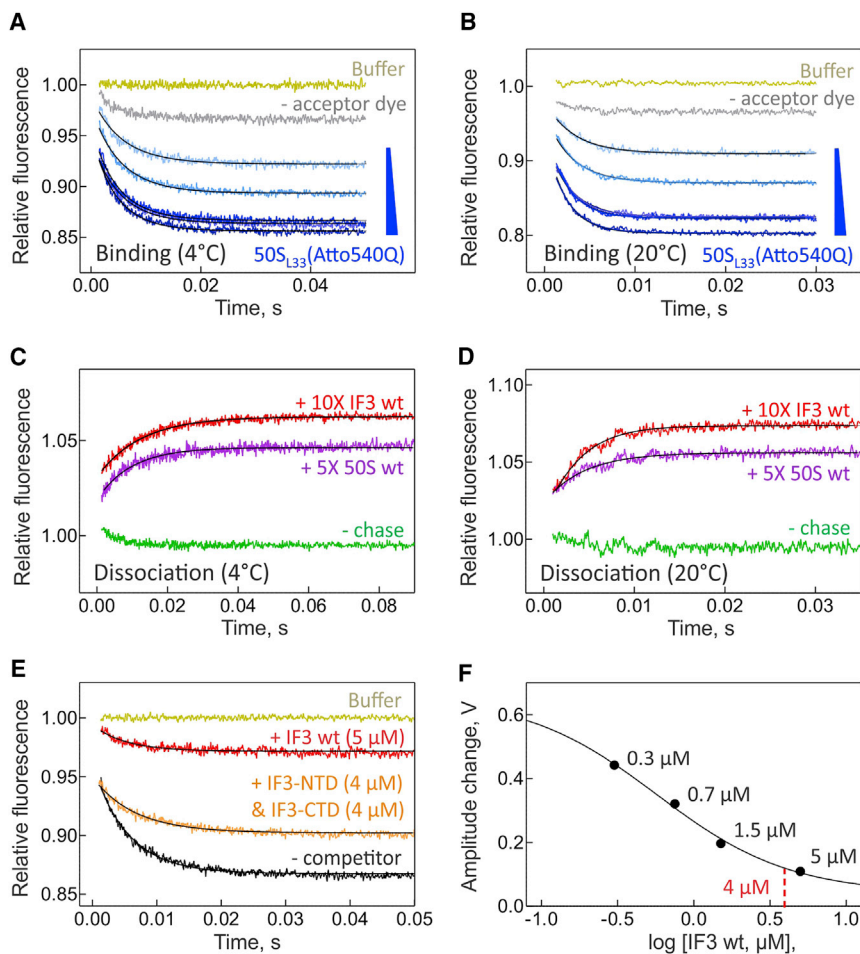 A
Relative fluorescence
1.00
0.95
0.90
0.85
Buffer
- acceptor dye
Binding (4°C)
50S_L33(Atto540Q)
0.00 0.02 0.04
Time, s
B
Relative fluorescence
1.0
0.9
0.8
Buffer
- acceptor dye
Binding (20°C)
50S_L33(Atto540Q)
0.00 0.01 0.02 0.03
Time, s
C
Relative fluorescence
1.05
1.00
+ 10X IF3 wt
+ 5X 50S wt
- chase
Dissociation (4°C)
0.00 0.02 0.04 0.06 0.08
Time, s
D
Relative fluorescence
1.10
1.05
1.00
+ 10X IF3 wt
+ 5X 50S wt
- chase
Dissociation (20°C)
0.00 0.01 0.02 0.03
Time, s
E
Relative fluorescence
1.00
0.95
0.90
0.85
Buffer
+ IF3 wt (5 µM)
+ IF3-NTD (4 µM)
& IF3-CTD (4 µM)
- competitor
0.00 0.01 0.02 0.03 0.04 0.05
Time, s
F
Amplitude change, V
0.6
0.4
0.2
0.0
0.3 µM
0.7 µM
1.5 µM
5 µM
4 µM
-1.0 -0.5 0.0 0.5 1.0
log [IF3 wt, µM],